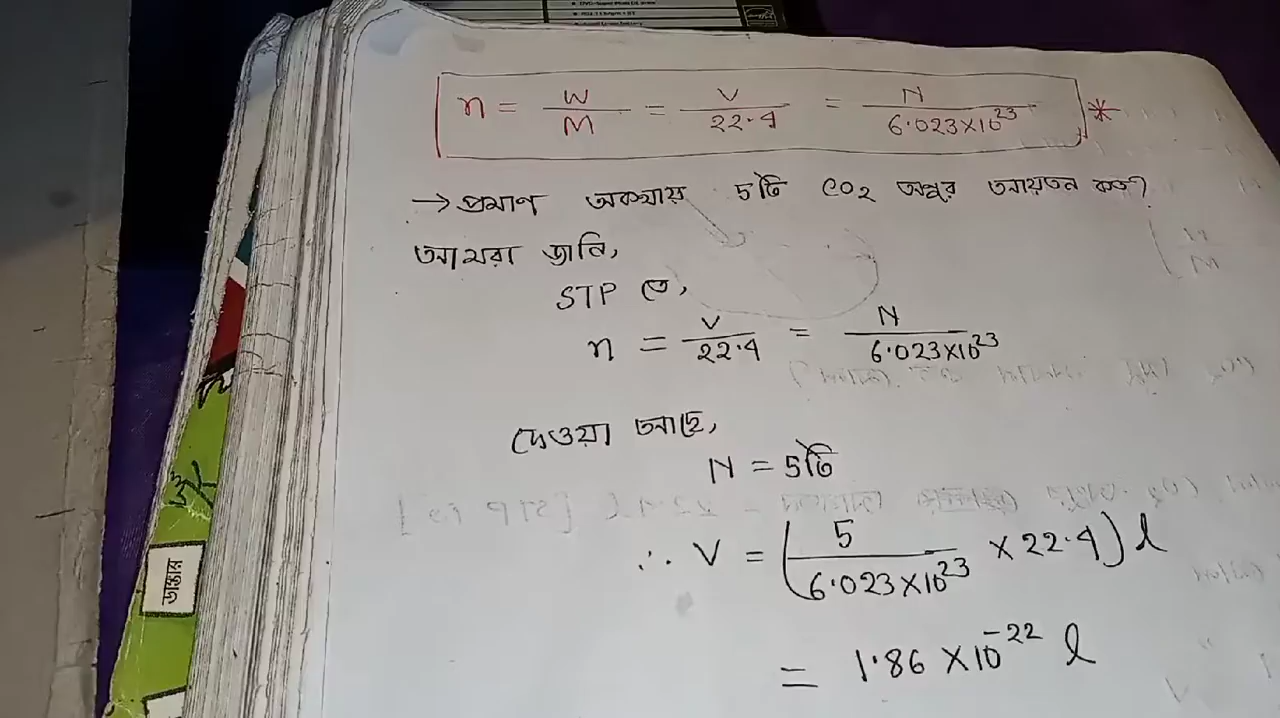 n = W/M = V/22.4 = N/6.023×10²³ *
→ প্রমাণ অবস্থায় 5টি CO₂ অণুর আয়তন কত?
আমরা জানি,
STP তে,
n = V/22.4 = N/6.023×10²³
দেওয়া আছে,
N = 5টি
∴ V = (5/6.023×10²³ × 22.4) l
= 1.86 × 10⁻²² l
ডাক্তার